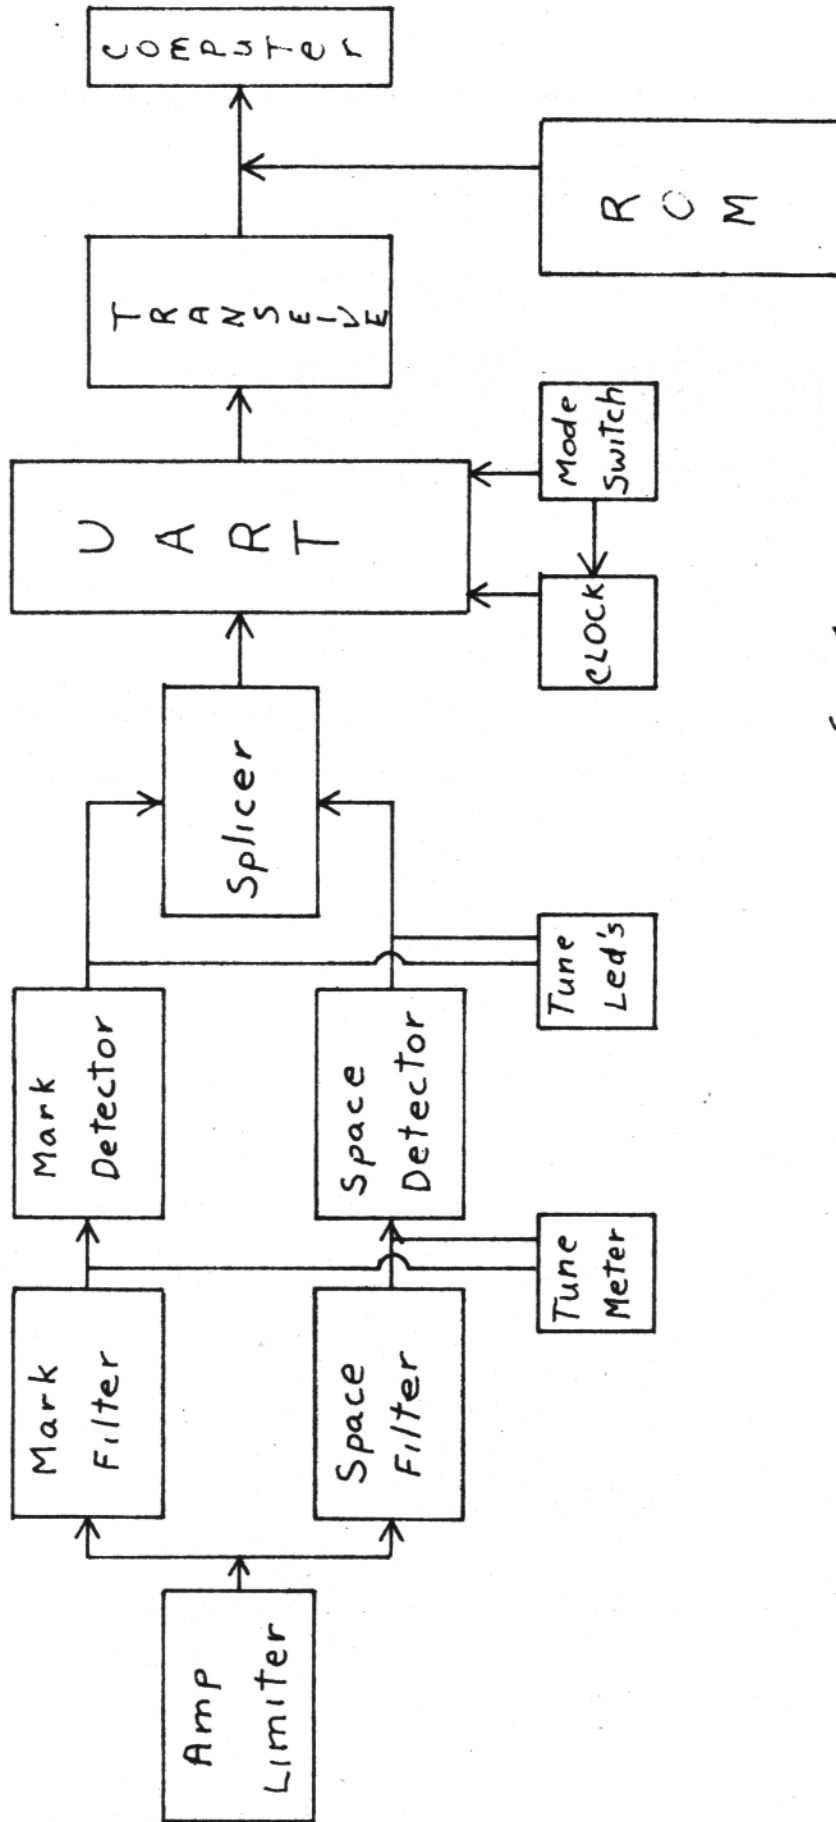 Amp
Limiter
Mark
Filter
Space
Filter
Tune
Meter
Mark
Detector
Space
Detector
Tune
Led's
Splicer
UART
CLOCK
Mode
Switch
TRANSEIVE
ROM
COMPUTer